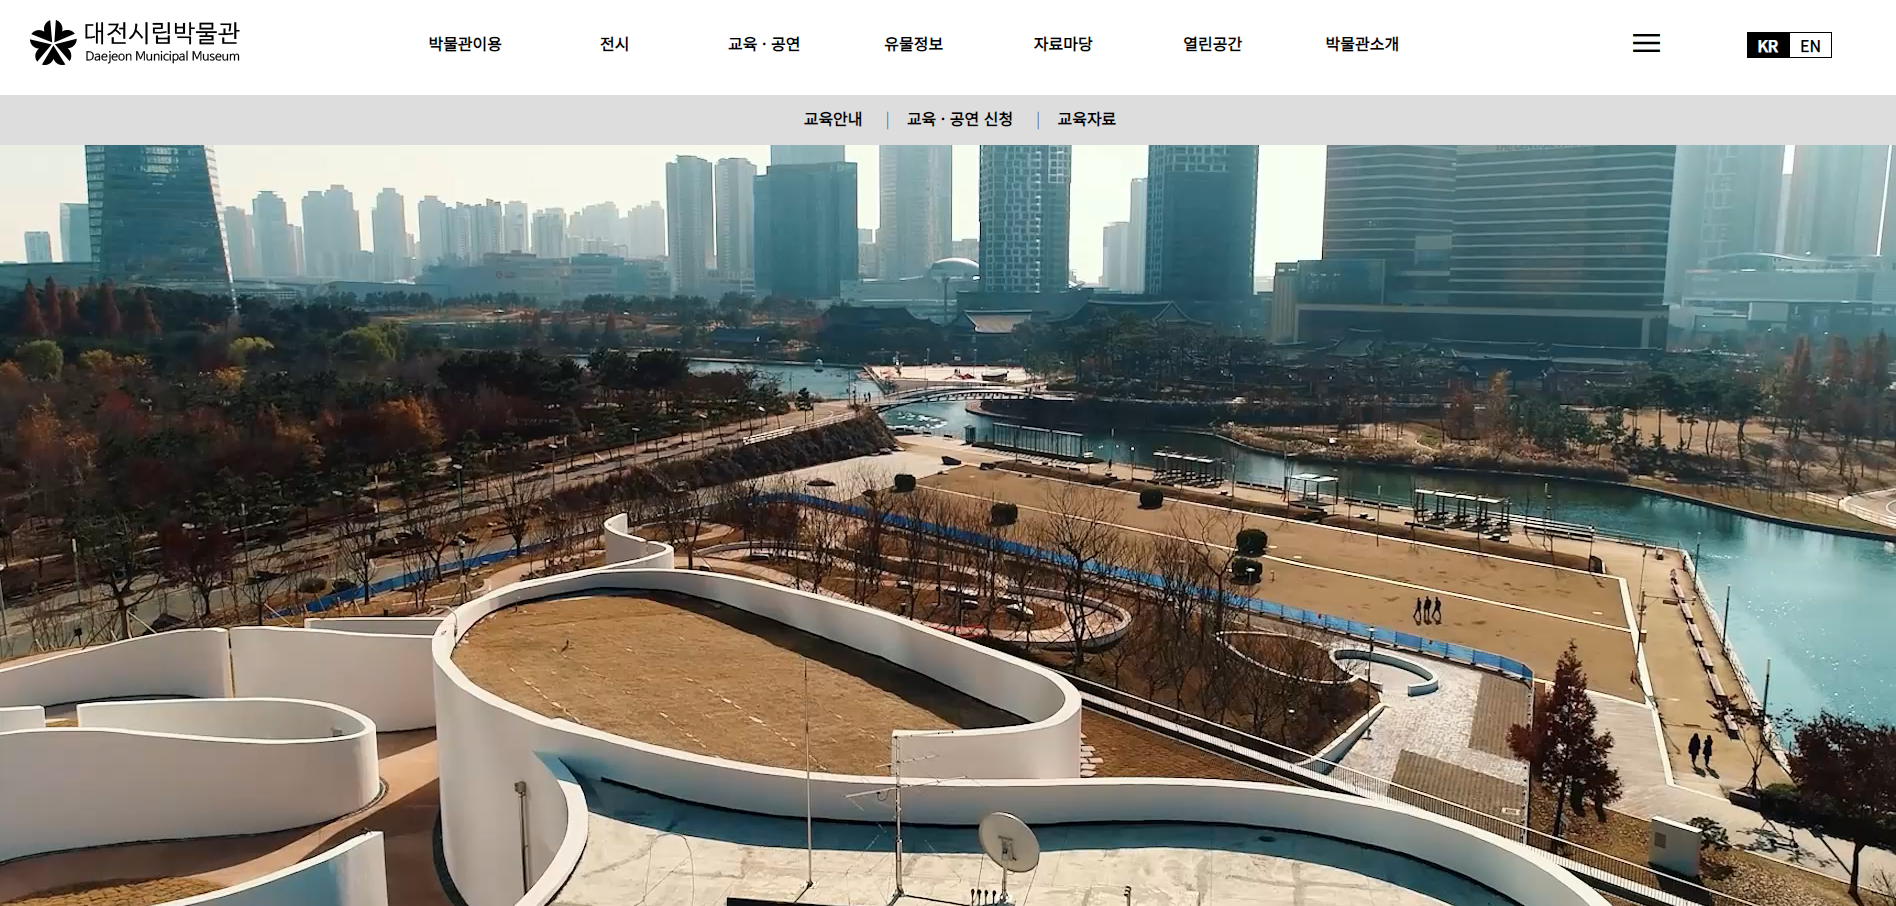 대전시립박물관
Daejeon Municipal Museum
박물관이용
전시
교육 · 공연
유물정보
자료마당
열린공간
박물관소개
KR EN
교육안내 | 교육 · 공연 신청 | 교육자료